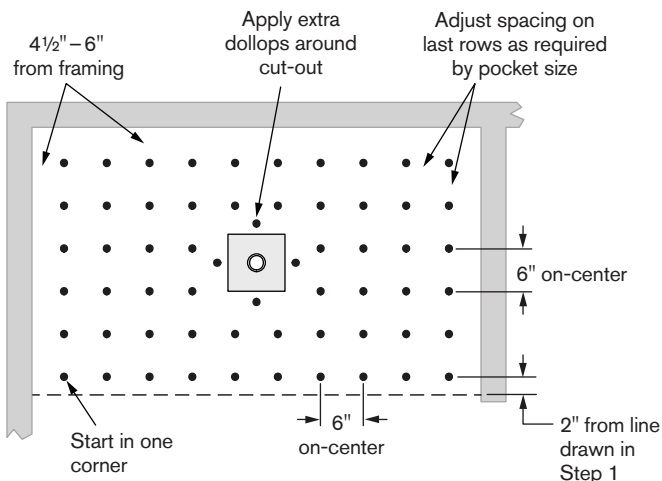 4½"–6"
from framing
Apply extra
dollops around
cut-out
Adjust spacing on
last rows as required
by pocket size
6" on-center
6"
on-center
Start in one
corner
2" from line
drawn in
Step 1